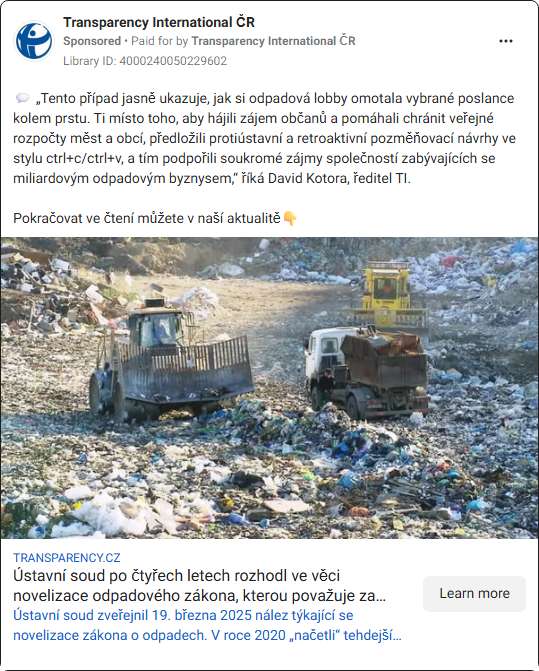 Transparency International ČR
Sponsored • Paid for by Transparency International ČR
Library ID: 4000240050229602
💬 „Tento případ jasně ukazuje, jak si odpadová lobby omotala vybrané poslance
kolem prstu. Ti místo toho, aby hájili zájem občanů a pomáhali chránit veřejné
rozpočty měst a obcí, předložili protiústavní a retroaktivní pozměňovací návrhy ve
stylu ctrl+c/ctrl+v, a tím podpořili soukromé zájmy společností zabývajících se
miliardovým odpadovým byznysem,“ říká David Kotora, ředitel TI.
Pokračovat ve čtení můžete v naší aktualitě👇
TRANSPARENCY.CZ
Ústavní soud po čtyřech letech rozhodl ve věci
novelizace odpadového zákona, kterou považuje za...
Learn more
Ústavní soud zveřejnil 19. března 2025 nález týkající se
novelizace zákona o odpadech. V roce 2020 „načetli“ tehdejší...